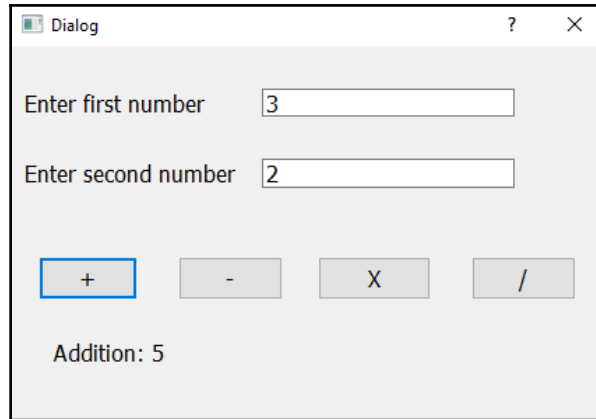 Dialog ?
Enter first number 3
Enter second number 2
+ - X /
Addition: 5